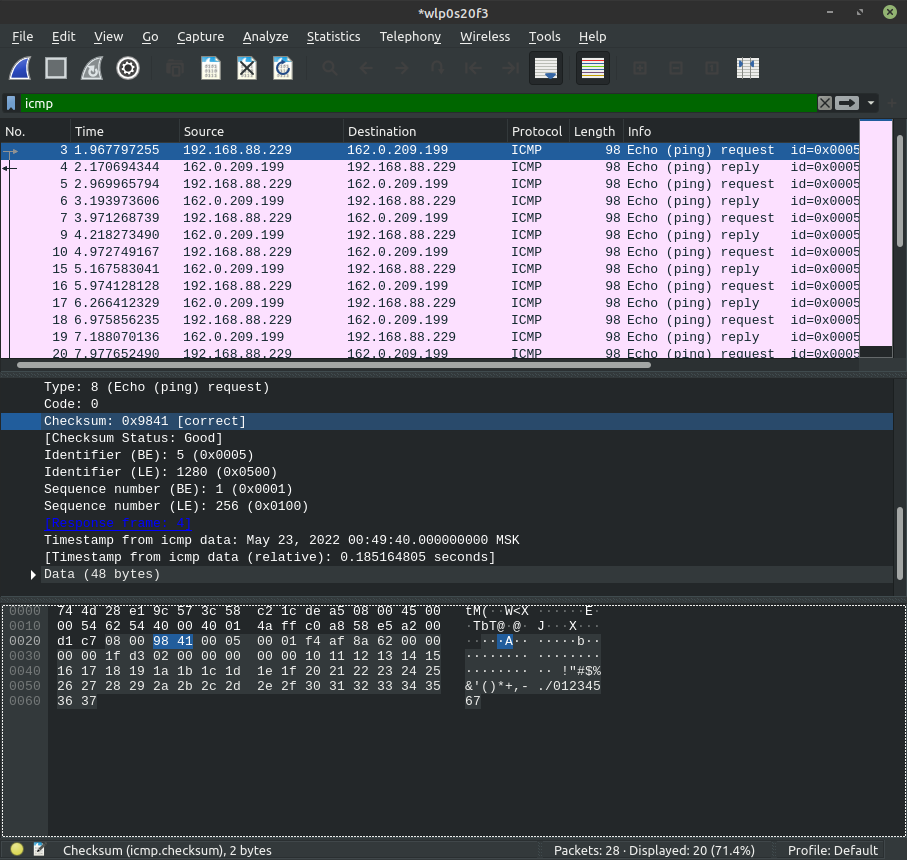 *wlp0s20f3
File Edit View Go Capture Analyze Statistics Telephony Wireless Tools Help
icmp
No. Time Source Destination Protocol Length Info
3 1.967797255 192.168.88.229 162.0.209.199 ICMP 98 Echo (ping) request id=0x0005
4 2.170694344 162.0.209.199 192.168.88.229 ICMP 98 Echo (ping) reply id=0x0005
5 2.969965794 192.168.88.229 162.0.209.199 ICMP 98 Echo (ping) request id=0x0005
6 3.193973606 162.0.209.199 192.168.88.229 ICMP 98 Echo (ping) reply id=0x0005
7 3.971268739 192.168.88.229 162.0.209.199 ICMP 98 Echo (ping) request id=0x0005
9 4.218273490 162.0.209.199 192.168.88.229 ICMP 98 Echo (ping) reply id=0x0005
10 4.972749167 192.168.88.229 162.0.209.199 ICMP 98 Echo (ping) request id=0x0005
15 5.167583041 162.0.209.199 192.168.88.229 ICMP 98 Echo (ping) reply id=0x0005
16 5.974128128 192.168.88.229 162.0.209.199 ICMP 98 Echo (ping) request id=0x0005
17 6.266412329 162.0.209.199 192.168.88.229 ICMP 98 Echo (ping) reply id=0x0005
18 6.975856235 192.168.88.229 162.0.209.199 ICMP 98 Echo (ping) request id=0x0005
19 7.188070136 162.0.209.199 192.168.88.229 ICMP 98 Echo (ping) reply id=0x0005
20 7.977652490 192.168.88.229 162.0.209.199 ICMP 98 Echo (ping) request id=0x0005
Type: 8 (Echo (ping) request)
Code: 0
Checksum: 0x9841 [correct]
[Checksum Status: Good]
Identifier (BE): 5 (0x0005)
Identifier (LE): 1280 (0x0500)
Sequence number (BE): 1 (0x0001)
Sequence number (LE): 256 (0x0100)
[Response frame: 4]
Timestamp from icmp data: May 23, 2022 00:49:40.000000000 MSK
[Timestamp from icmp data (relative): 0.185164805 seconds]
Data (48 bytes)
0000 74 4d 28 e1 9c 57 3c 58 c2 1c de a5 08 00 45 00 tM(··W<X ······E·
0010 00 54 62 54 40 00 40 01 4a ff c0 a8 58 e5 a2 00 ·TbT@·@· J···X···
0020 d1 c7 08 00 98 41 00 05 00 01 f4 af 8a 62 00 00 ·····A·· ·····b··
0030 00 00 1f d3 02 00 00 00 00 00 10 11 12 13 14 15 ········ ········
0040 16 17 18 19 1a 1b 1c 1d 1e 1f 20 21 22 23 24 25 ········ ·· !"#$%
0050 26 27 28 29 2a 2b 2c 2d 2e 2f 30 31 32 33 34 35 &'()*+,- ./012345
0060 36 37 67
Checksum (icmp.checksum), 2 bytes Packets: 28 · Displayed: 20 (71.4%) Profile: Default